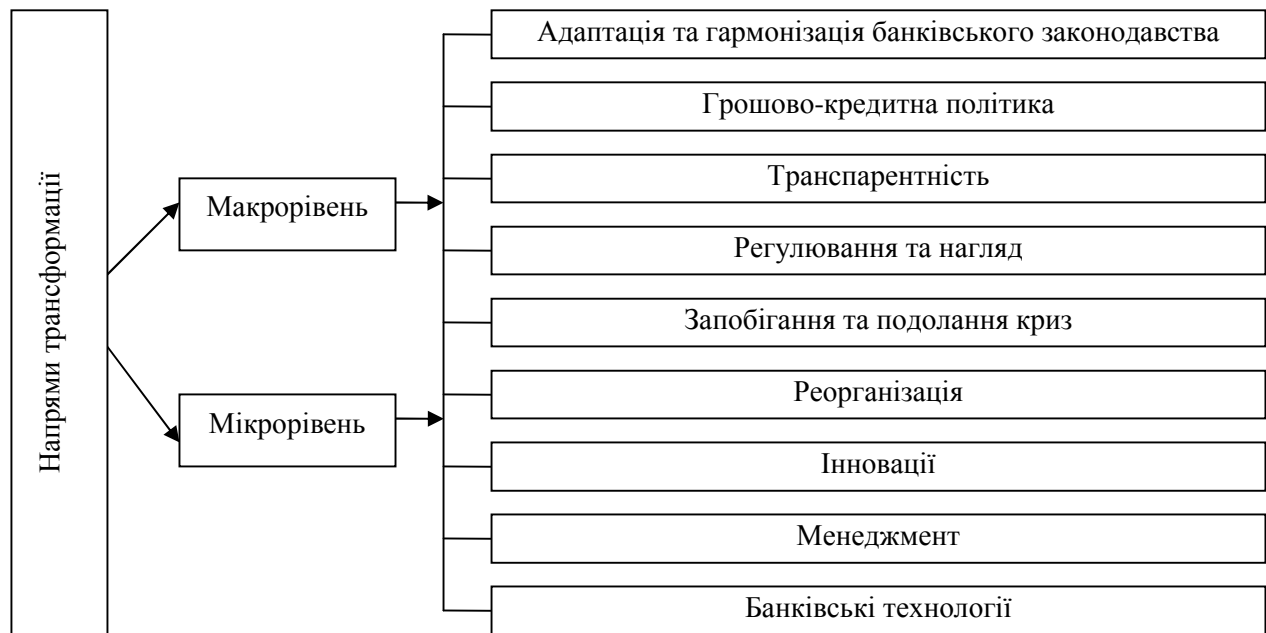 Напрями трансформації
Макрорівень
Мікрорівень
Адаптація та гармонізація банківського законодавства
Грошово-кредитна політика
Транспарентність
Регулювання та нагляд
Запобігання та подолання криз
Реорганізація
Інновації
Менеджмент
Банківські технології